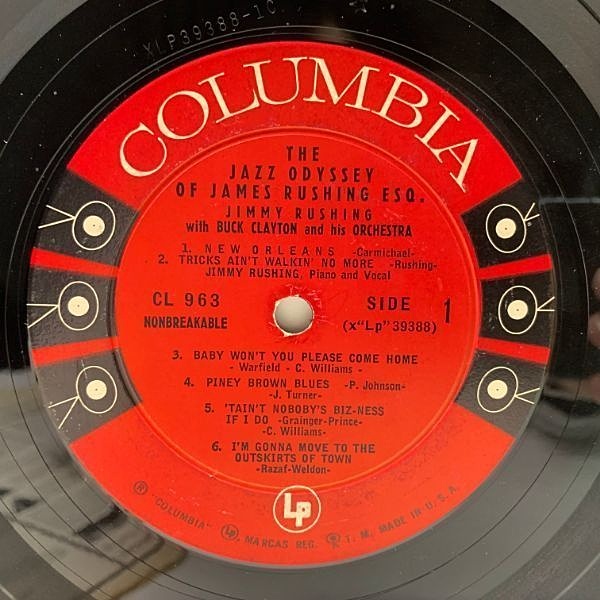 XLP39388-1C
COLUMBIA
THE
JAZZ ODYSSEY
OF JAMES RUSHING ESQ.
JIMMY RUSHING
with BUCK CLAYTON and his ORCHESTRA
1. NEW ORLEANS -Carmichael-
2. TRICKS AIN'T WALKIN' NO MORE -Rushing-
JIMMY RUSHING, Piano and Vocal
CL 963 SIDE 1
NONBREAKABLE (x"Lp"39388)
3. BABY WON'T YOU PLEASE COME HOME
- Warfield - C. Williams -
4. PINEY BROWN BLUES -P. Johnson-
-J. Turner-
5. 'TAIN'T NOBOBY'S BIZ-NESS
IF I DO -Grainger-Prince-
-C. Williams-
6. I'M GONNA MOVE TO THE
OUTSKIRTS OF TOWN
-Razaf-Weldon-
Lp
® "COLUMBIA" Lp, MARCAS REG. T.M. MADE IN U.S.A.